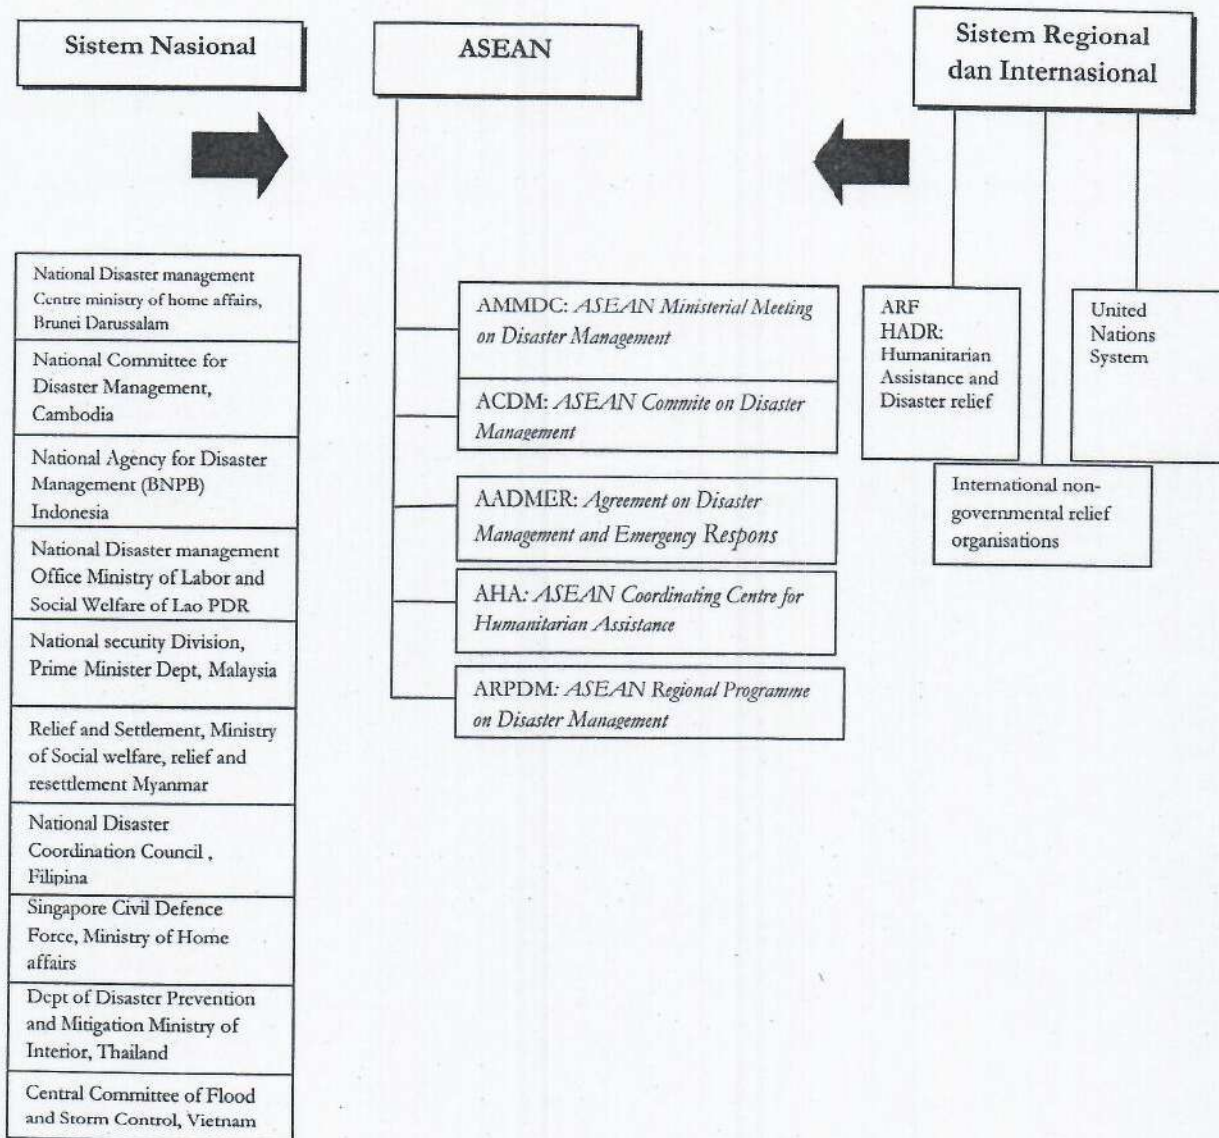 Sistem Nasional
ASEAN
Sistem Regional
dan Internasional
National Disaster management
Centre ministry of home affairs,
Brunei Darussalam
National Committee for
Disaster Management,
Cambodia
National Agency for Disaster
Management (BNPB)
Indonesia
National Disaster management
Office Ministry of Labor and
Social Welfare of Lao PDR
National security Division,
Prime Minister Dept, Malaysia
Relief and Settlement, Ministry
of Social welfare, relief and
resettlement Myanmar
National Disaster
Coordination Council ,
Filipina
Singapore Civil Defence
Force, Ministry of Home
affairs
Dept of Disaster Prevention
and Mitigation Ministry of
Interior, Thailand
Central Committee of Flood
and Storm Control, Vietnam
AMMDC: ASEAN Ministerial Meeting
on Disaster Management
ACDM: ASEAN Commite on Disaster
Management
AADMER: Agreement on Disaster
Management and Emergency Respons
AHA: ASEAN Coordinating Centre for
Humanitarian Assistance
ARPDM: ASEAN Regional Programme
on Disaster Management
ARF
HADR:
Humanitarian
Assistance and
Disaster relief
United
Nations
System
International non-
governmental relief
organisations